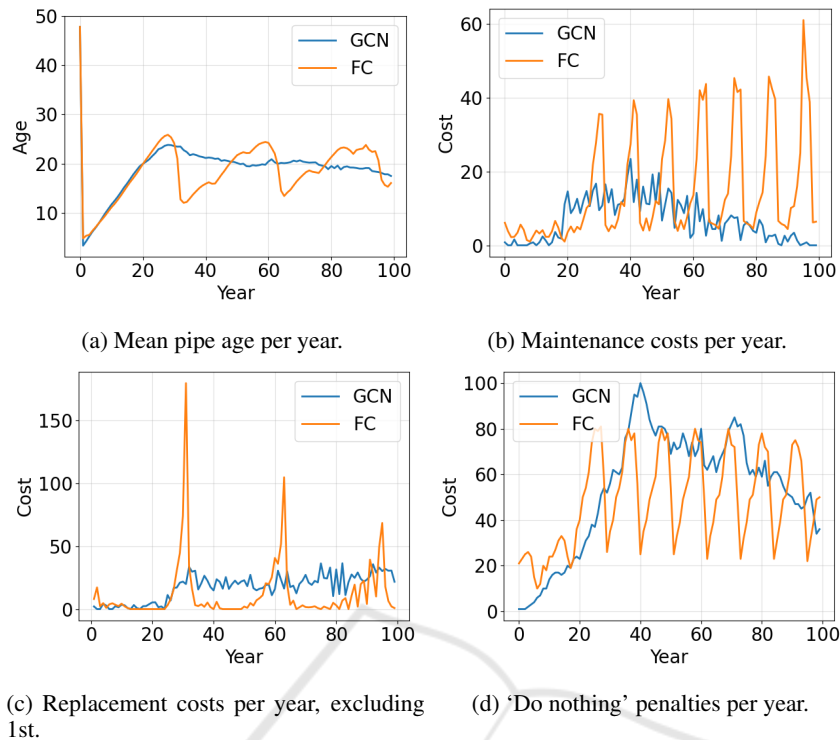 50
40
30
20
10
Age
GCN
FC
0 20 40 60 80 100
Year
(a) Mean pipe age per year.
60
40
20
0
Cost
GCN
FC
0 20 40 60 80 100
Year
(b) Maintenance costs per year.
150
100
50
0
Cost
GCN
FC
0 20 40 60 80 100
Year
(c) Replacement costs per year, excluding
1st.
100
80
60
40
20
0
Cost
GCN
FC
0 20 40 60 80 100
Year
(d) ‘Do nothing’ penalties per year.